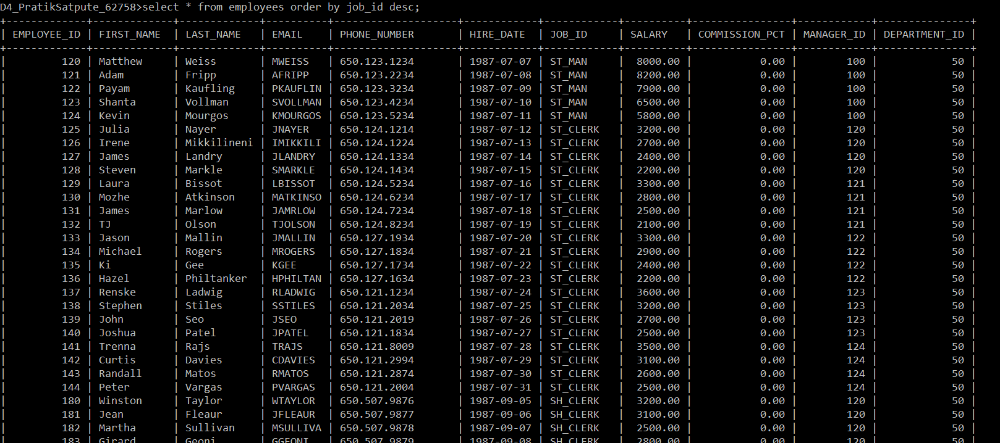 D4_PratikSatpute_62758>select * from employees order by job_id desc;
+-------------+-------------+-------------+----------+--------------------+------------+------------+----------+----------------+------------+---------------+
| EMPLOYEE_ID | FIRST_NAME | LAST_NAME | EMAIL | PHONE_NUMBER | HIRE_DATE | JOB_ID | SALARY | COMMISSION_PCT | MANAGER_ID | DEPARTMENT_ID |
+-------------+-------------+-------------+----------+--------------------+------------+------------+----------+----------------+------------+---------------+
| 120 | Matthew | Weiss | MWEISS | 650.123.1234 | 1987-07-07 | ST_MAN | 8000.00 | 0.00 | 100 | 50 |
| 121 | Adam | Fripp | AFRIPP | 650.123.2234 | 1987-07-08 | ST_MAN | 8200.00 | 0.00 | 100 | 50 |
| 122 | Payam | Kaufling | PKAUFLIN | 650.123.3234 | 1987-07-09 | ST_MAN | 7900.00 | 0.00 | 100 | 50 |
| 123 | Shanta | Vollman | SVOLLMAN | 650.123.4234 | 1987-07-10 | ST_MAN | 6500.00 | 0.00 | 100 | 50 |
| 124 | Kevin | Mourgos | KMOURGOS | 650.123.5234 | 1987-07-11 | ST_MAN | 5800.00 | 0.00 | 100 | 50 |
| 125 | Julia | Nayer | JNAYER | 650.124.1214 | 1987-07-12 | ST_CLERK | 3200.00 | 0.00 | 120 | 50 |
| 126 | Irene | Mikkilineni | IMIKKILI | 650.124.1224 | 1987-07-13 | ST_CLERK | 2700.00 | 0.00 | 120 | 50 |
| 127 | James | Landry | JLANDRY | 650.124.1334 | 1987-07-14 | ST_CLERK | 2400.00 | 0.00 | 120 | 50 |
| 128 | Steven | Markle | SMARKLE | 650.124.1434 | 1987-07-15 | ST_CLERK | 2200.00 | 0.00 | 120 | 50 |
| 129 | Laura | Bissot | LBISSOT | 650.124.5234 | 1987-07-16 | ST_CLERK | 3300.00 | 0.00 | 121 | 50 |
| 130 | Mozhe | Atkinson | MATKINSO | 650.124.6234 | 1987-07-17 | ST_CLERK | 2800.00 | 0.00 | 121 | 50 |
| 131 | James | Marlow | JAMRLOW | 650.124.7234 | 1987-07-18 | ST_CLERK | 2500.00 | 0.00 | 121 | 50 |
| 132 | TJ | Olson | TJOLSON | 650.124.8234 | 1987-07-19 | ST_CLERK | 2100.00 | 0.00 | 121 | 50 |
| 133 | Jason | Mallin | JMALLIN | 650.127.1934 | 1987-07-20 | ST_CLERK | 3300.00 | 0.00 | 122 | 50 |
| 134 | Michael | Rogers | MROGERS | 650.127.1834 | 1987-07-21 | ST_CLERK | 2900.00 | 0.00 | 122 | 50 |
| 135 | Ki | Gee | KGEE | 650.127.1734 | 1987-07-22 | ST_CLERK | 2400.00 | 0.00 | 122 | 50 |
| 136 | Hazel | Philtanker | HPHILTAN | 650.127.1634 | 1987-07-23 | ST_CLERK | 2200.00 | 0.00 | 122 | 50 |
| 137 | Renske | Ladwig | RLADWIG | 650.121.1234 | 1987-07-24 | ST_CLERK | 3600.00 | 0.00 | 123 | 50 |
| 138 | Stephen | Stiles | SSTILES | 650.121.2034 | 1987-07-25 | ST_CLERK | 3200.00 | 0.00 | 123 | 50 |
| 139 | John | Seo | JSEO | 650.121.2019 | 1987-07-26 | ST_CLERK | 2700.00 | 0.00 | 123 | 50 |
| 140 | Joshua | Patel | JPATEL | 650.121.1834 | 1987-07-27 | ST_CLERK | 2500.00 | 0.00 | 123 | 50 |
| 141 | Trenna | Rajs | TRAJS | 650.121.8009 | 1987-07-28 | ST_CLERK | 3500.00 | 0.00 | 124 | 50 |
| 142 | Curtis | Davies | CDAVIES | 650.121.2994 | 1987-07-29 | ST_CLERK | 3100.00 | 0.00 | 124 | 50 |
| 143 | Randall | Matos | RMATOS | 650.121.2874 | 1987-07-30 | ST_CLERK | 2600.00 | 0.00 | 124 | 50 |
| 144 | Peter | Vargas | PVARGAS | 650.121.2004 | 1987-07-31 | ST_CLERK | 2500.00 | 0.00 | 124 | 50 |
| 180 | Winston | Taylor | WTAYLOR | 650.507.9876 | 1987-09-05 | SH_CLERK | 3200.00 | 0.00 | 120 | 50 |
| 181 | Jean | Fleaur | JFLEAUR | 650.507.9877 | 1987-09-06 | SH_CLERK | 3100.00 | 0.00 | 120 | 50 |
| 182 | Martha | Sullivan | MSULLIVA | 650.507.9878 | 1987-09-07 | SH_CLERK | 2500.00 | 0.00 | 120 | 50 |
| 183 | Girard | Geoni | GGEONI | 650.507.9879 | 1987-09-08 | SH_CLERK | 2800.00 | 0.00 | 120 | 50 |